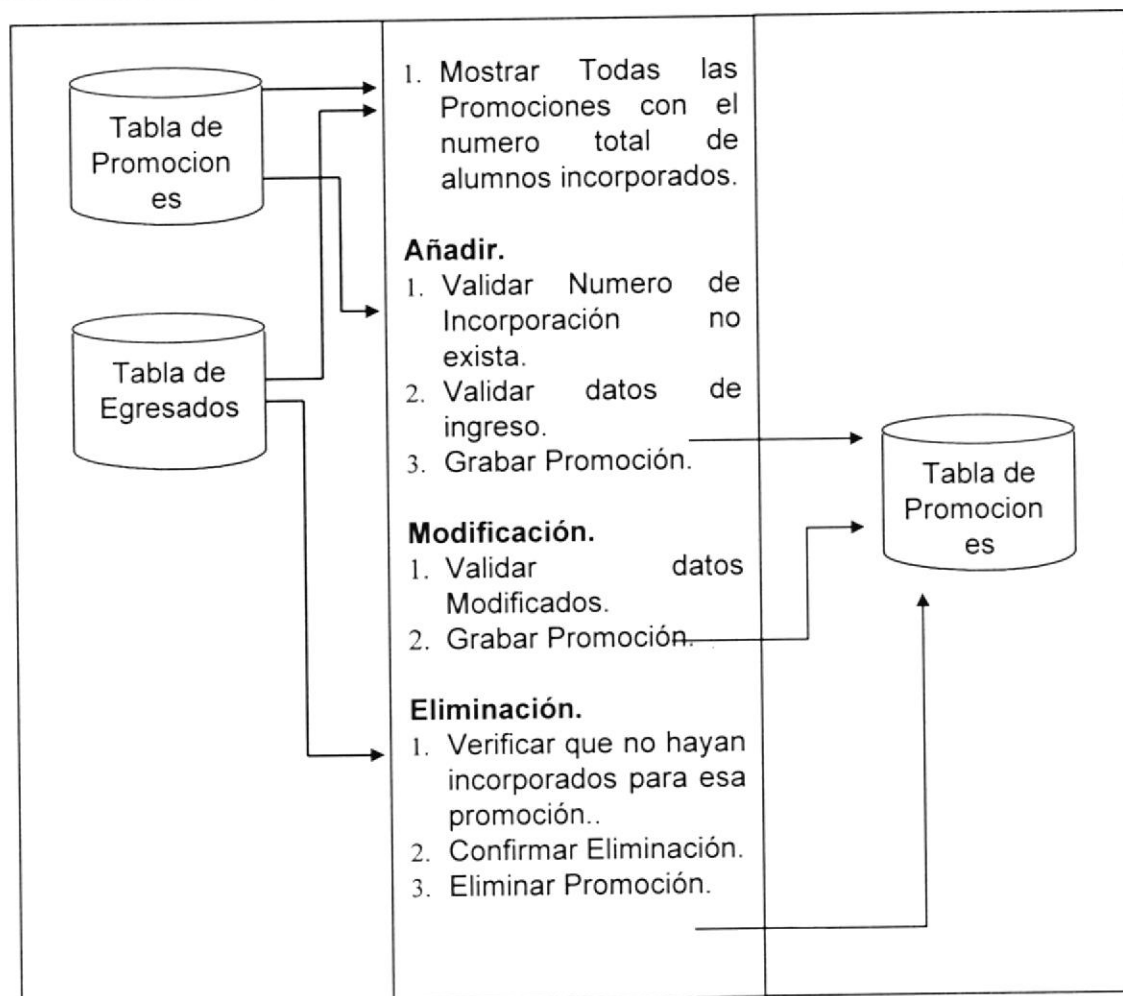 Tabla de
Promocion
es
Tabla de
Egresados
1. Mostrar Todas las
Promociones con el
numero total de
alumnos incorporados.
Añadir.
1. Validar Numero de
Incorporación no
exista.
2. Validar datos de
ingreso.
3. Grabar Promoción.
Modificación.
1. Validar datos
Modificados.
2. Grabar Promoción.
Eliminación.
1. Verificar que no hayan
incorporados para esa
promoción..
2. Confirmar Eliminación.
3. Eliminar Promoción.
Tabla de
Promocion
es